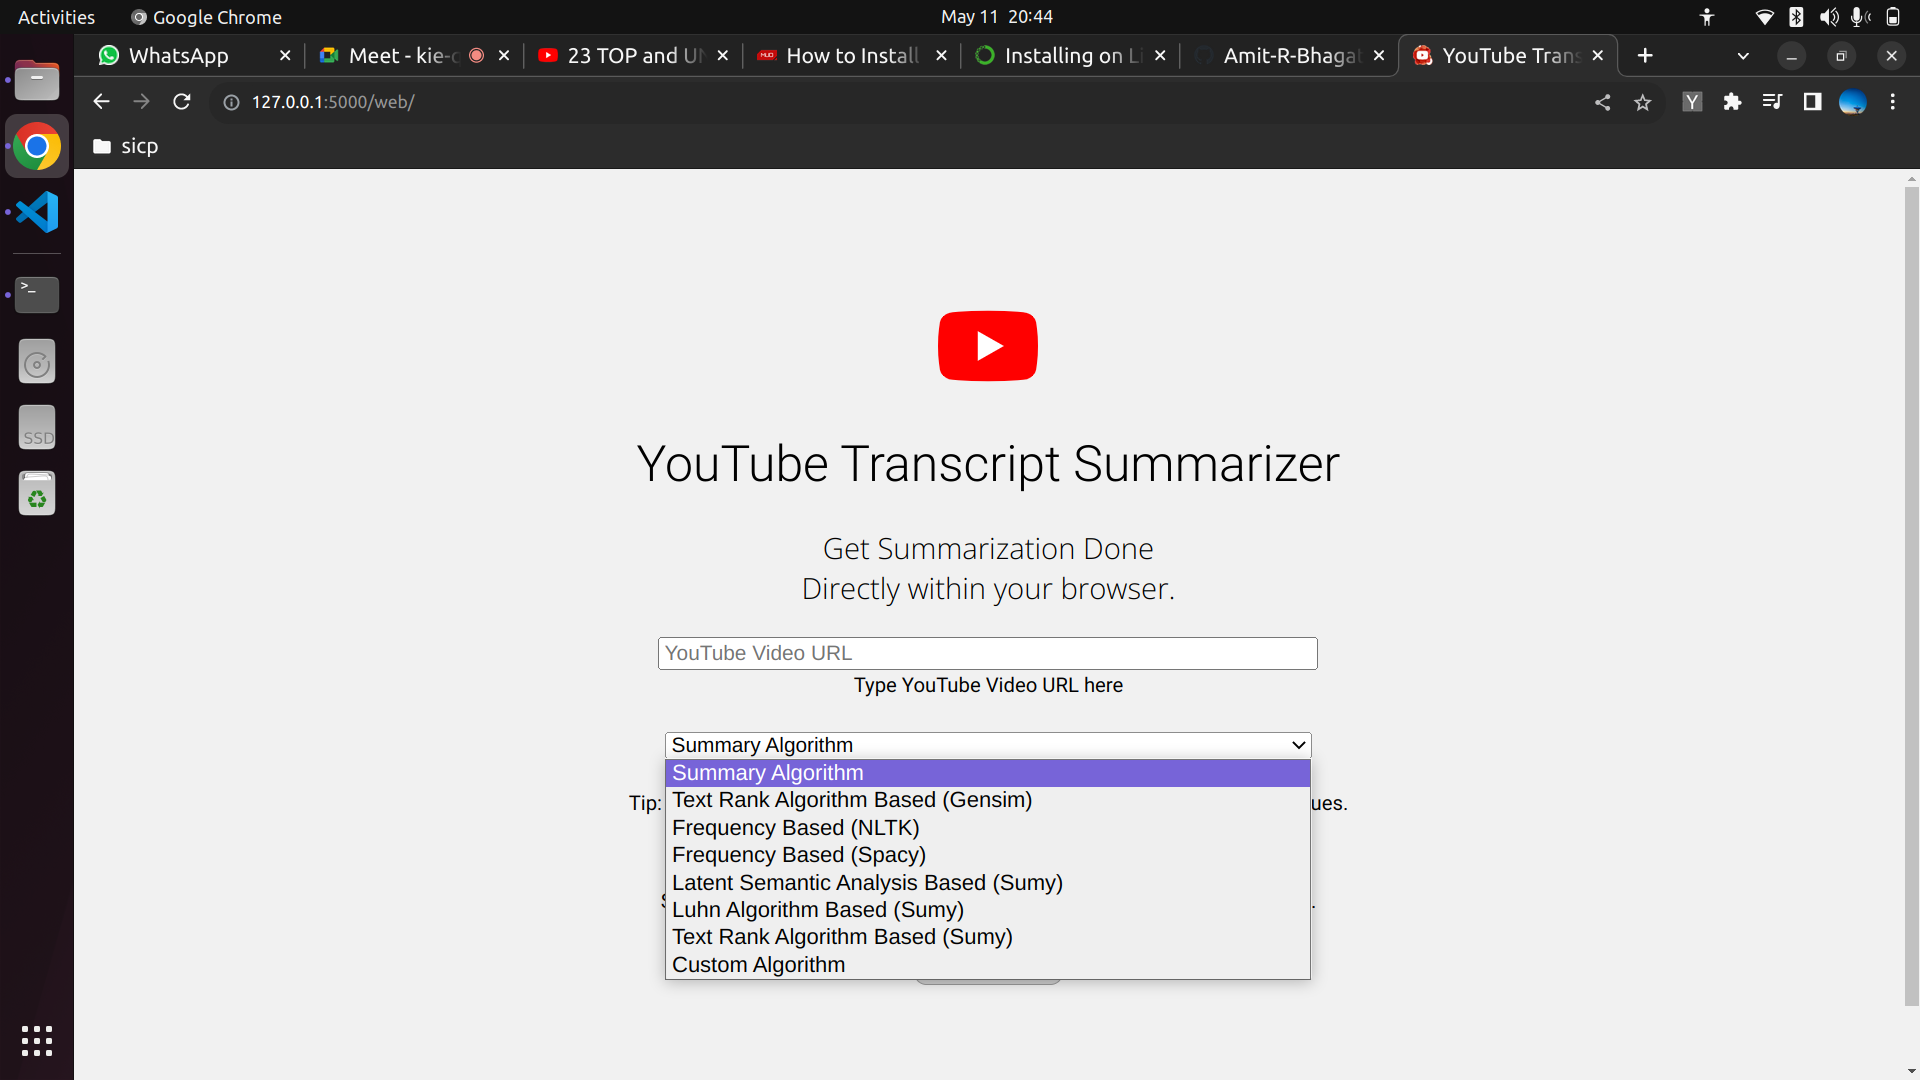 Activities
Google Chrome
May 11 20:44
WhatsApp
Meet - kie-
23 TOP and UN
How to Install
Installing on Li
Amit-R-Bhagat
YouTube Trans
127.0.0.1:5000/web/
Y
sicp
>_
SSD
YouTube Transcript Summarizer
Get Summarization Done
Directly within your browser.
YouTube Video URL
Type YouTube Video URL here
Summary Algorithm
Summary Algorithm
Tip:
Text Rank Algorithm Based (Gensim)
ues.
Frequency Based (NLTK)
Frequency Based (Spacy)
Latent Semantic Analysis Based (Sumy)
Luhn Algorithm Based (Sumy)
Text Rank Algorithm Based (Sumy)
Custom Algorithm